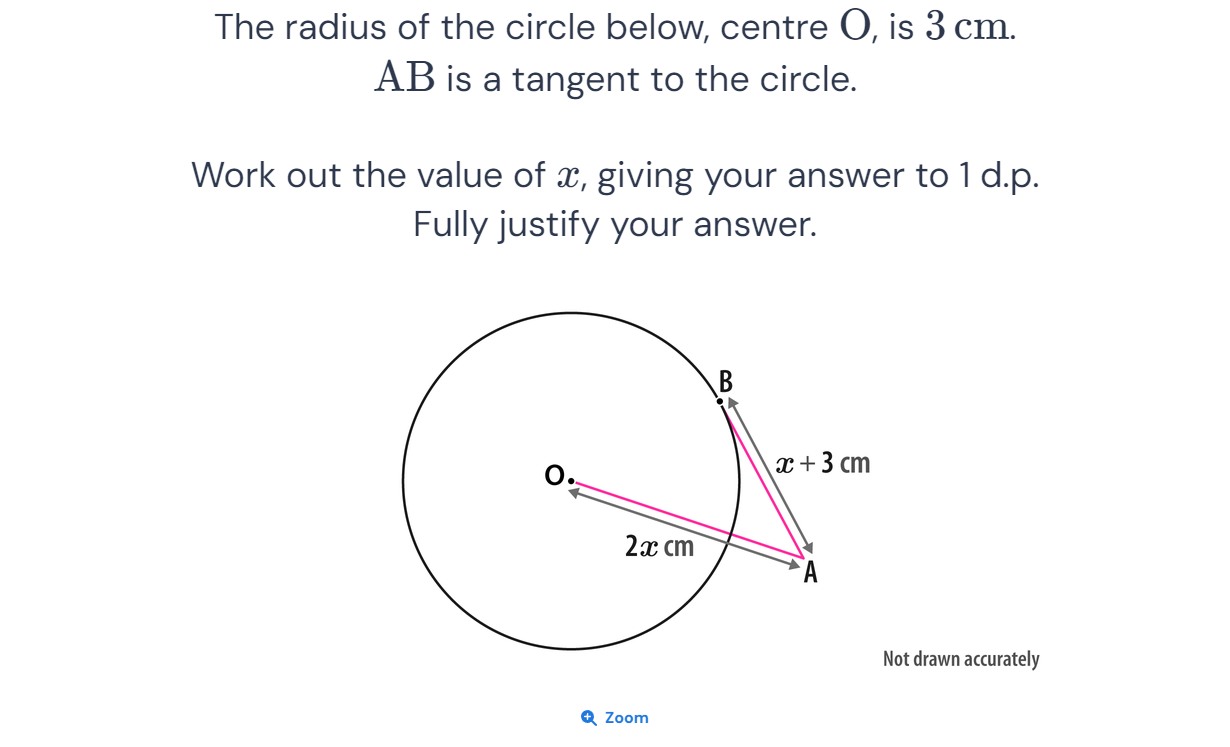 The radius of the circle below, centre O, is 3 cm.
AB is a tangent to the circle.
Work out the value of x, giving your answer to 1 d.p.
Fully justify your answer.
B
x + 3 cm
O
2x cm
A
Not drawn accurately
Zoom